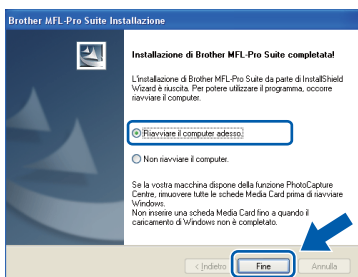 Brother MFL-Pro Suite Installazione
Installazione di Brother MFL-Pro Suite completata!
L'installazione di Brother MFL-Pro Suite da parte di InstallShield
Wizard è riuscita. Per potere utilizzare il programma, occorre
riavviare il computer.
Riavviare il computer adesso.
Non riavviare il computer.
Se la vostra macchina dispone della funzione PhotoCapture
Centre, rimuovere tutte le schede Media Card prima di riavviare
Windows.
Non inserire una scheda Media Card fino a quando il
caricamento di Windows non è completato.
< Indietro
Fine
Annulla